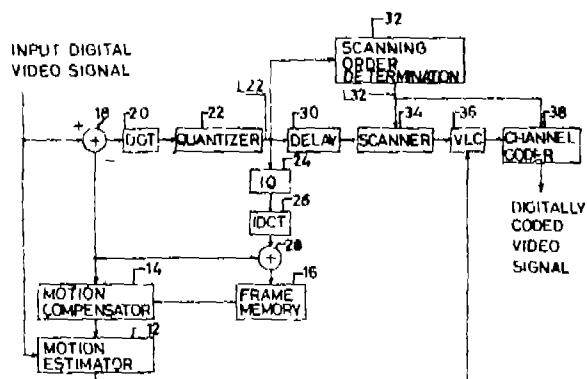 32
INPUT DIGITAL
VIDEO SIGNAL
SCANNING
ORDER
DETERMINATON
L22
L32
18
20
22
30
34
36
38
+
+
-
DCT
QUANTIZER
DELAY
SCANNER
VLC
CHANNEL
CODER
24
IQ
26
IDCT
DIGITALLY
CODED
VIDEO
SIGNAL
28
+
14
16
MOTION
COMPENSATOR
FRAME
MEMORY
12
MOTION
ESTIMATOR